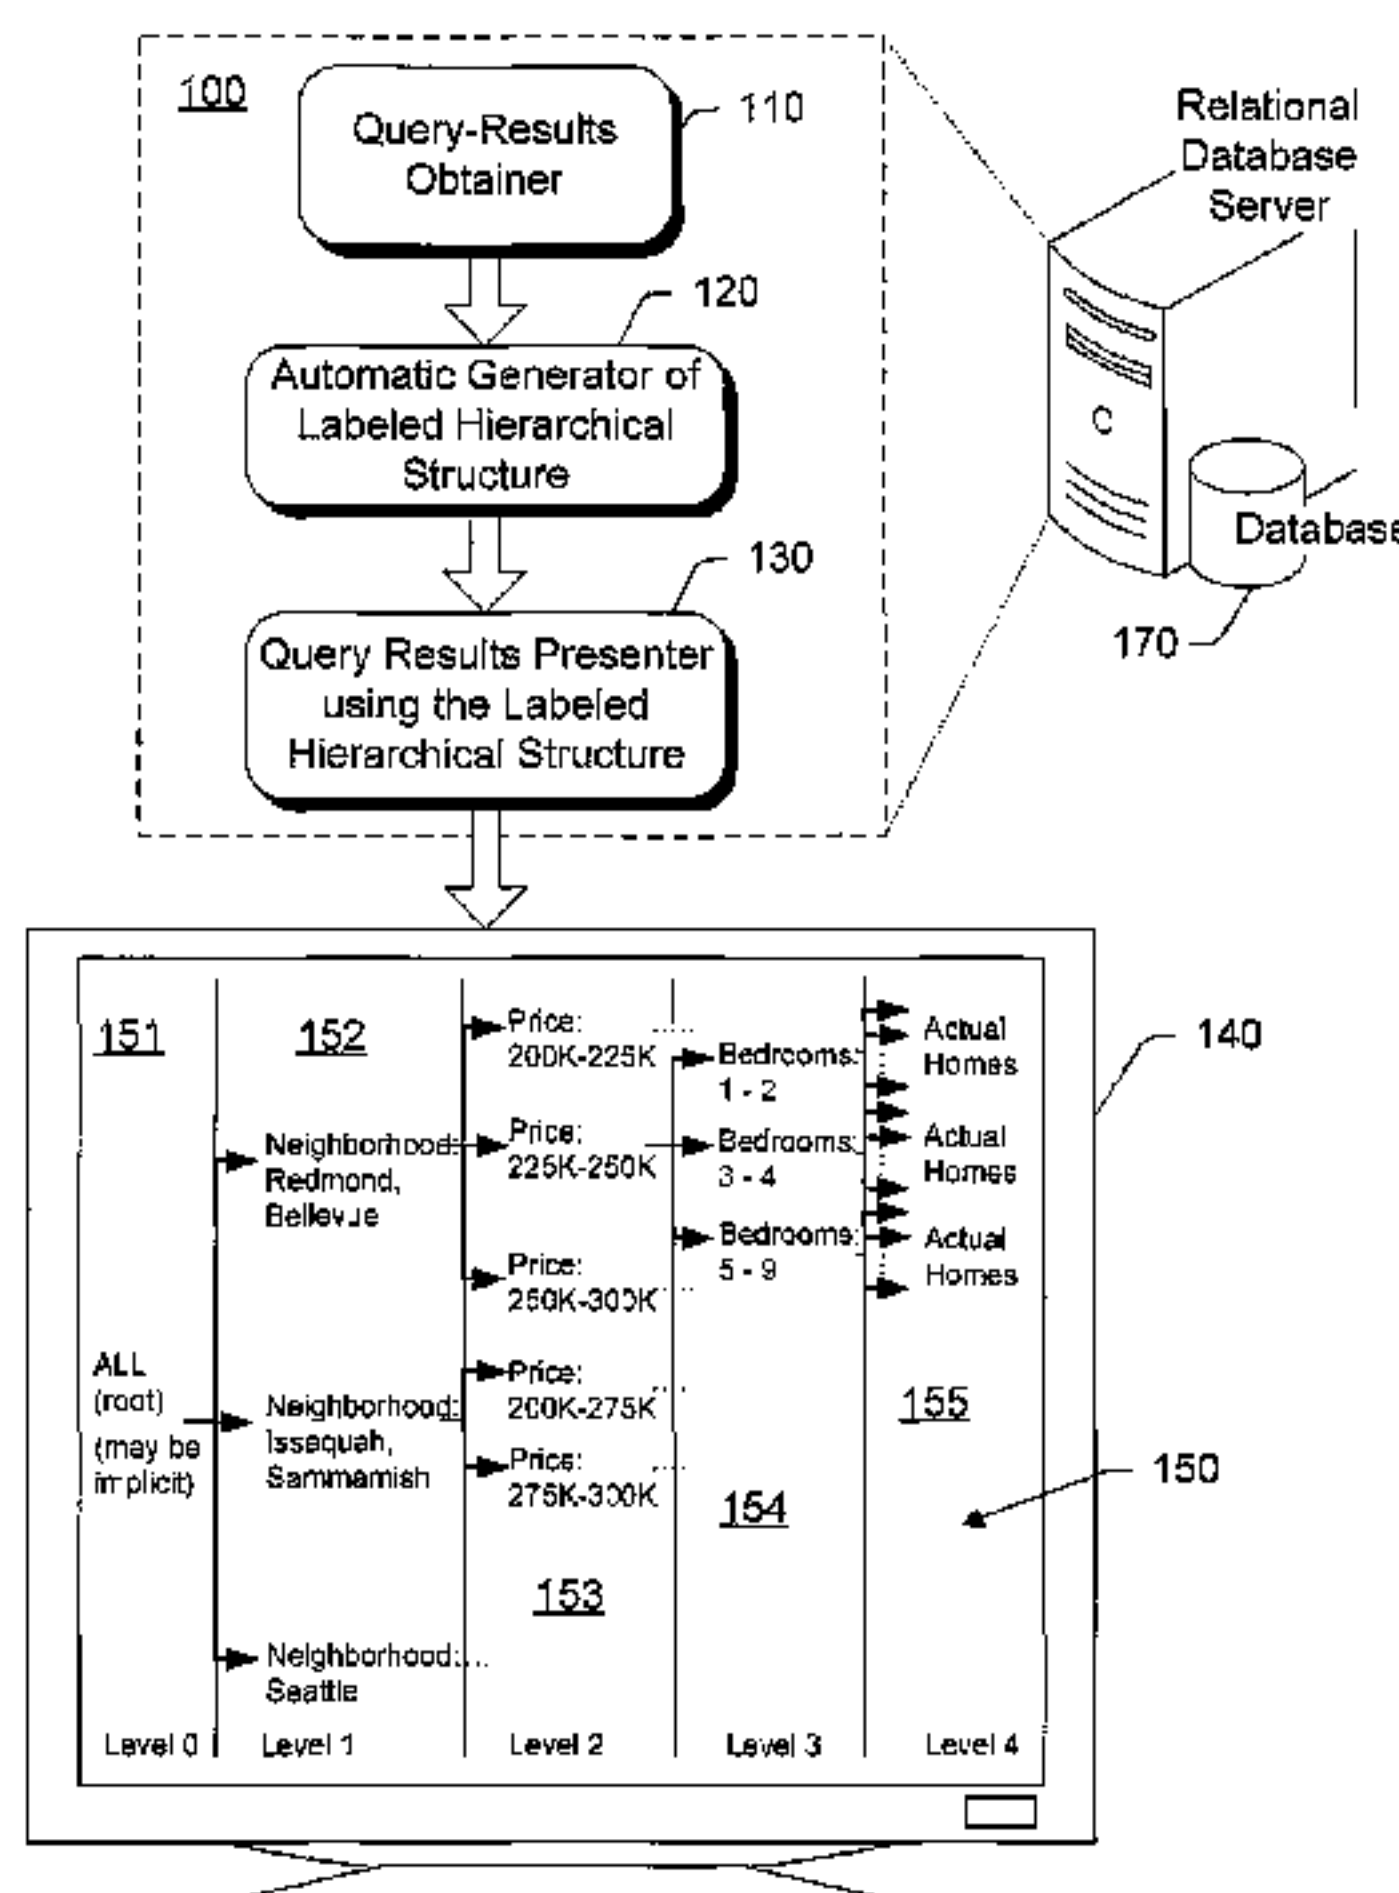 100
Query-Results
Obtainer
110
Relational
Database
Server
120
Automatic Generator of
Labeled Hierarchical
Structure
C
Database
170
130
Query Results Presenter
using the Labeled
Hierarchical Structure
140
151
ALL
(root)
(may be
implicit)
Level 0
152
Neighborhood:
Redmond,
Bellevue
Neighborhood:
Issaquah,
Sammamish
Neighborhood:....
Seattle
Level 1
Price: .....
200K-225K
Price:
225K-250K
Price:
250K-300K .....
Price:
200K-275K .....
Price:
275K-300K .....
153
Level 2
Bedrooms:
1 - 2
Bedrooms:
3 - 4
Bedrooms:
5 - 9
154
Level 3
Actual
Homes
Actual
Homes
Actual
Homes
155
150
Level 4